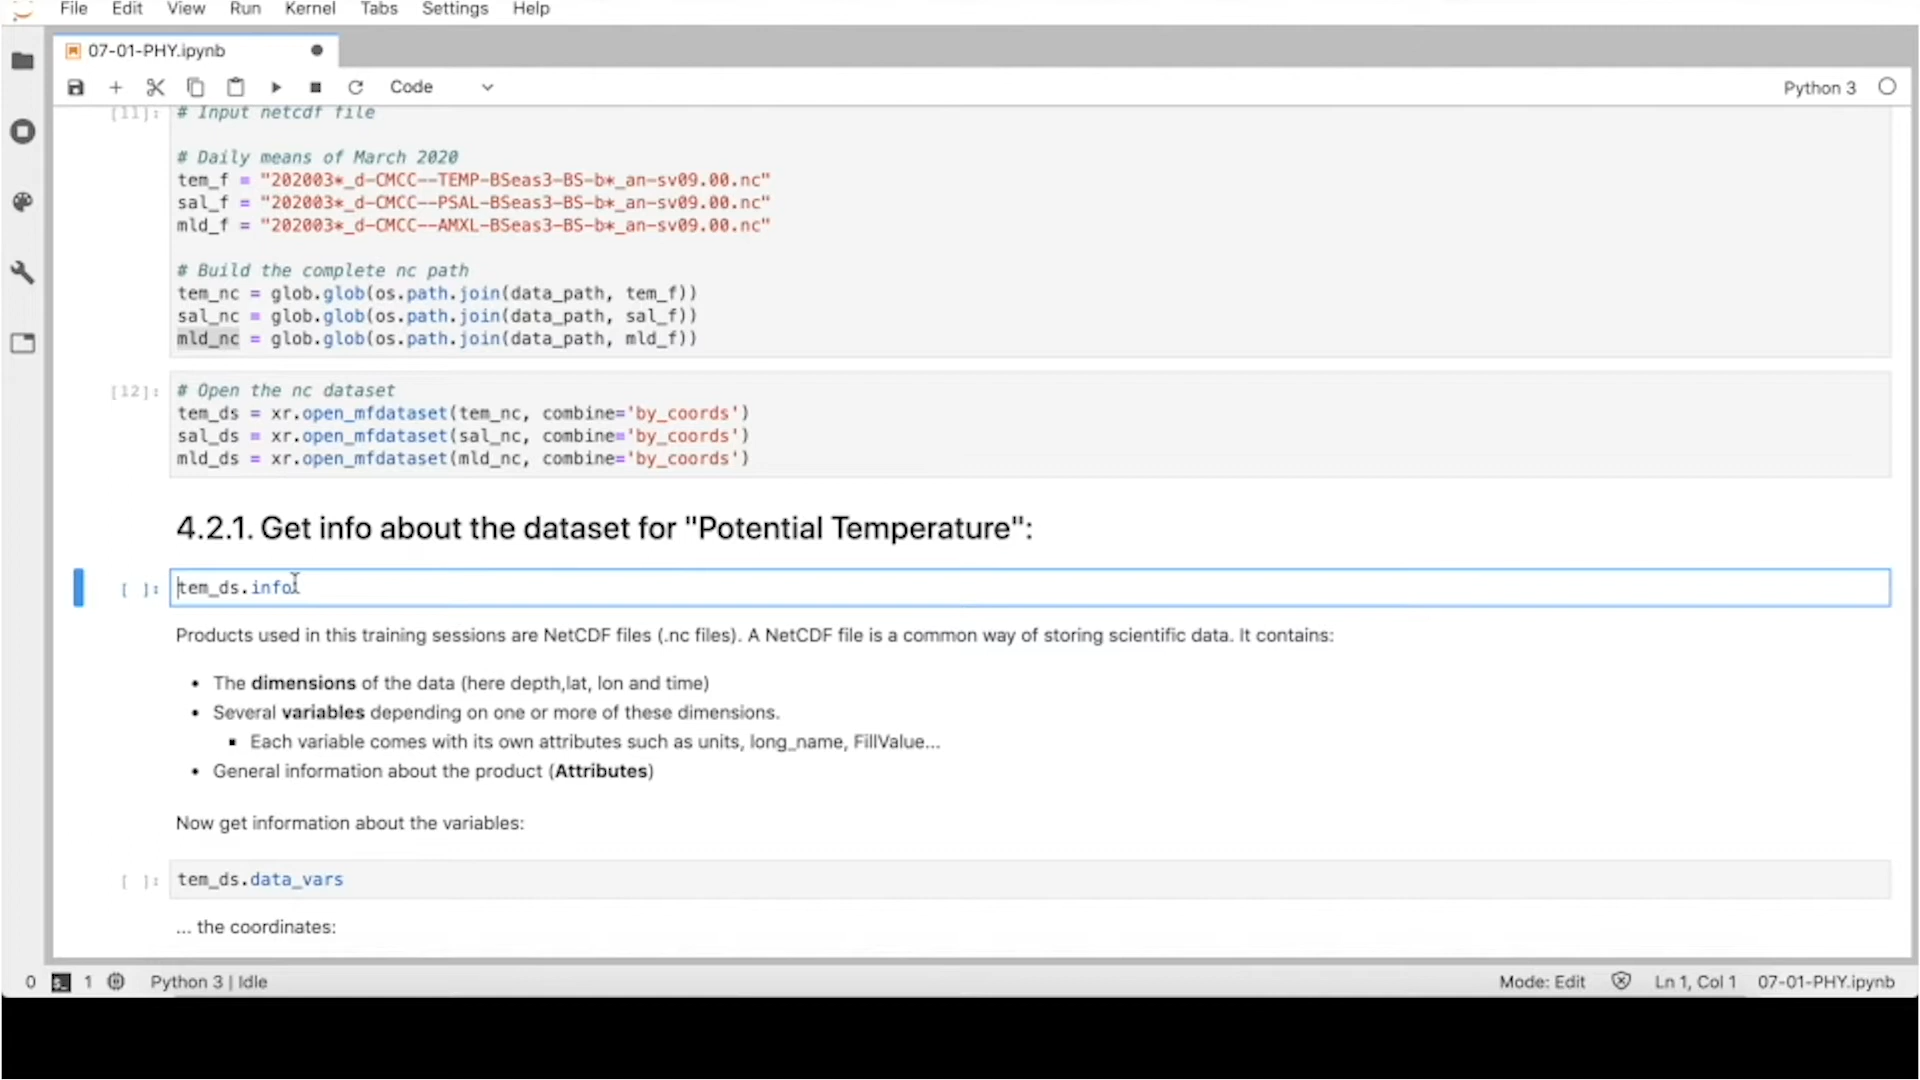 File Edit View Run Kernel Tabs Settings Help
07-01-PHY.ipynb
Code
Python 3
[11]: # Input netcdf file
# Daily means of March 2020
tem_f = "202003*_d-CMCC--TEMP-BSeas3-BS-b*_an-sv09.00.nc"
sal_f = "202003*_d-CMCC--PSAL-BSeas3-BS-b*_an-sv09.00.nc"
mld_f = "202003*_d-CMCC--AMXL-BSeas3-BS-b*_an-sv09.00.nc"
# Build the complete nc path
tem_nc = glob.glob(os.path.join(data_path, tem_f))
sal_nc = glob.glob(os.path.join(data_path, sal_f))
mld_nc = glob.glob(os.path.join(data_path, mld_f))
[12]: # Open the nc dataset
tem_ds = xr.open_mfdataset(tem_nc, combine='by_coords')
sal_ds = xr.open_mfdataset(sal_nc, combine='by_coords')
mld_ds = xr.open_mfdataset(mld_nc, combine='by_coords')
4.2.1. Get info about the dataset for "Potential Temperature":
[ ]: tem_ds.info
Products used in this training sessions are NetCDF files (.nc files). A NetCDF file is a common way of storing scientific data. It contains:
• The dimensions of the data (here depth,lat, lon and time)
• Several variables depending on one or more of these dimensions.
▪ Each variable comes with its own attributes such as units, long_name, FillValue...
• General information about the product (Attributes)
Now get information about the variables:
[ ]: tem_ds.data_vars
... the coordinates:
0 1 Python 3 | Idle Mode: Edit Ln 1, Col 1 07-01-PHY.ipynb